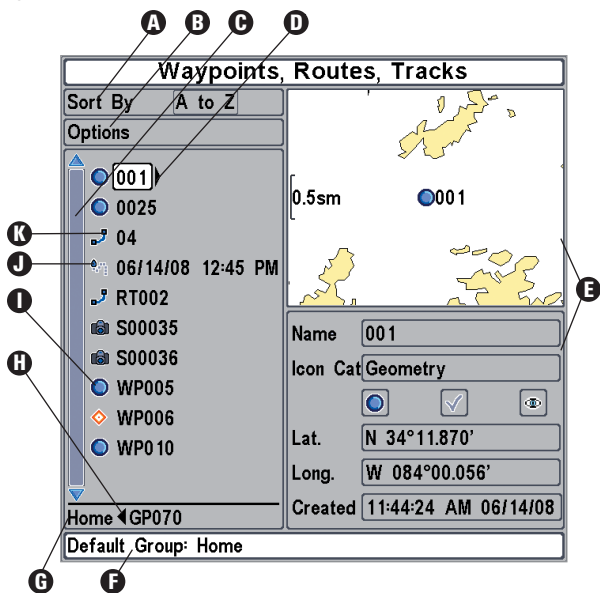 A B C D
Waypoints, Routes, Tracks
Sort By A to Z
Options
001
0025
04
06/14/08 12:45 PM
RT002
S00035
S00036
WP005
WP006
WP010
Home GP070
Default Group: Home
0.5sm
001
Name 001
Icon Cat Geometry
Lat. N 34°11.870'
Long. W 084°00.056'
Created 11:44:24 AM 06/14/08
K
J
I
H
G
F
E